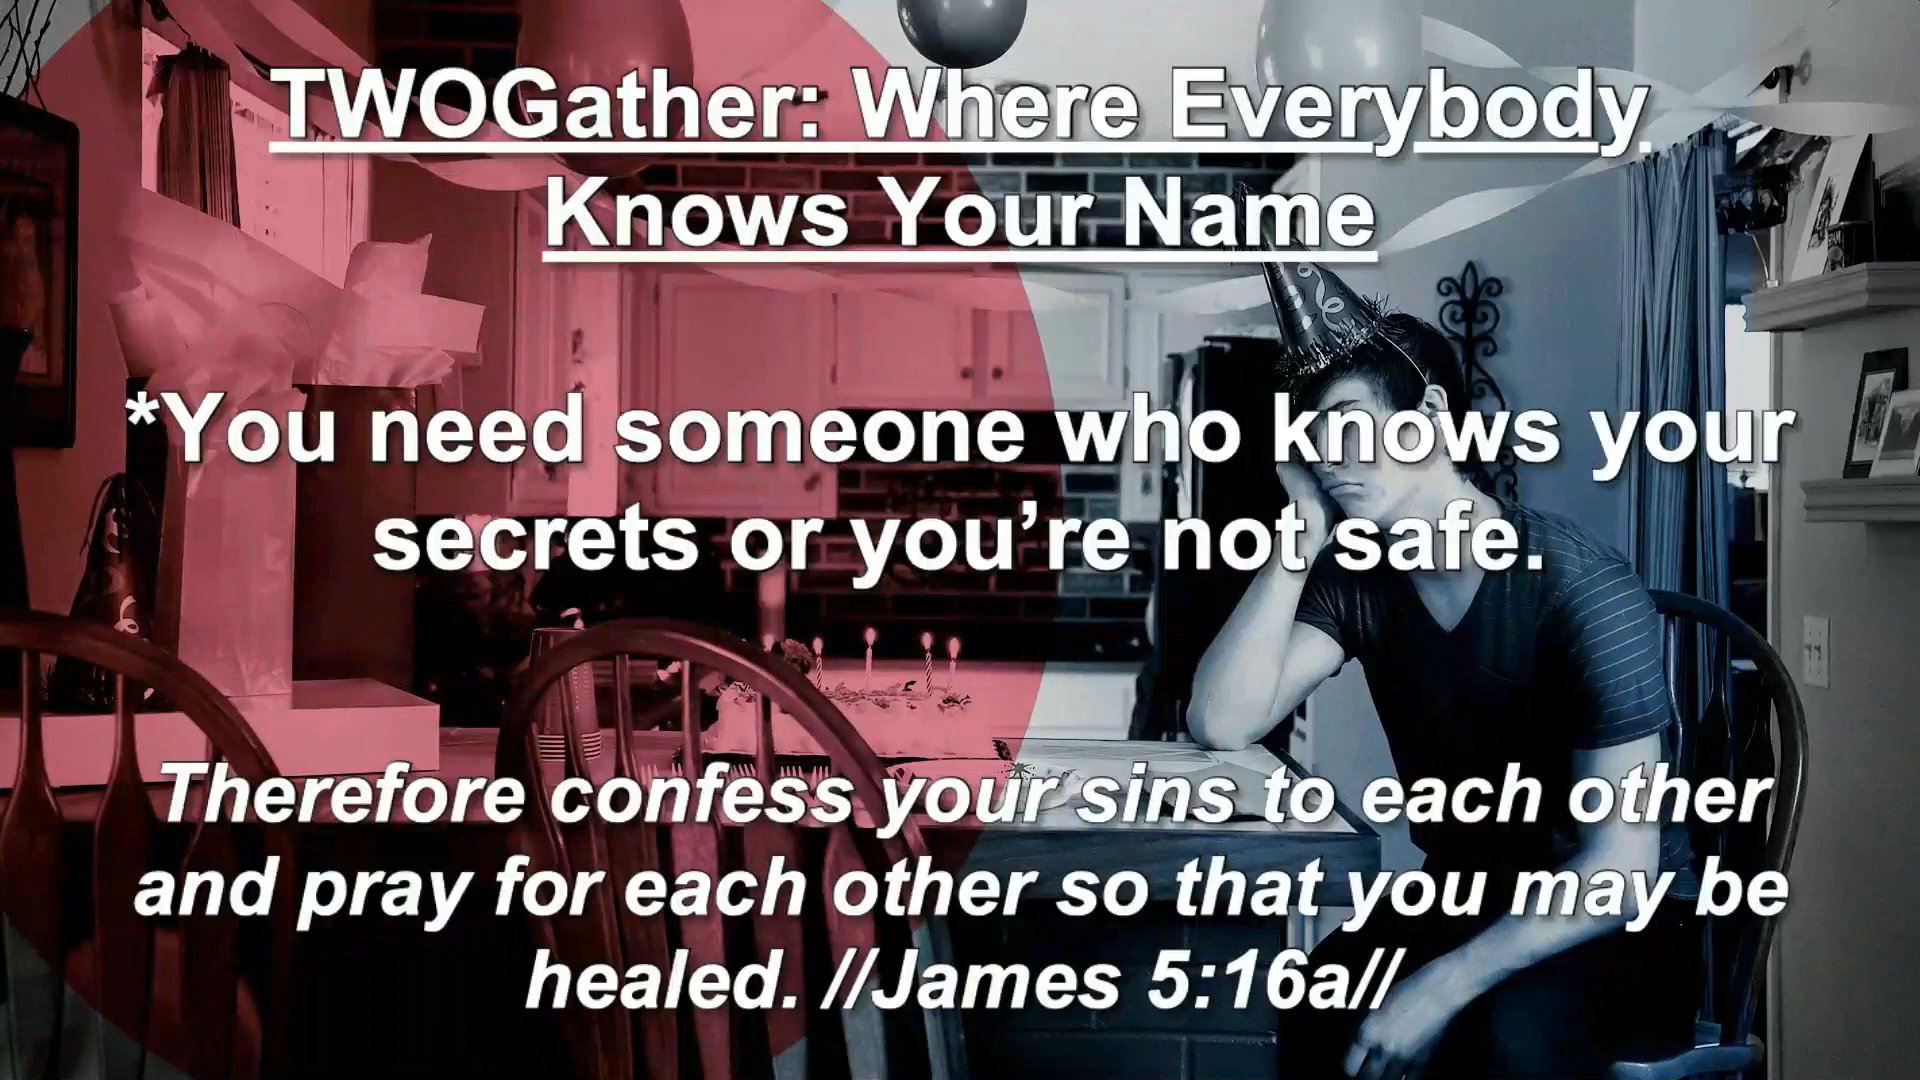 TWOGather: Where Everybody
Knows Your Name
*You need someone who knows your
secrets or you’re not safe.
Therefore confess your sins to each other
and pray for each other so that you may be
healed. //James 5:16a//